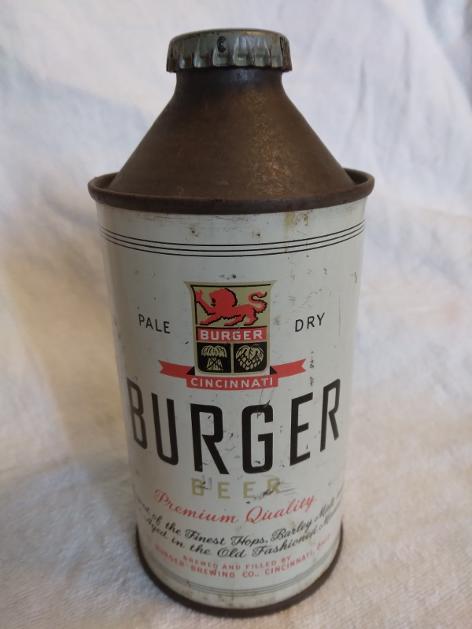 PALE DRY
BURGER
CINCINNATI
BURGER
BEER
Premium Quality
of the Finest Hops, Barley Malt
Aged in the Old Fashioned
BREWED AND FILLED BY
BURGER BREWING CO., CINCINNATI, OHIO